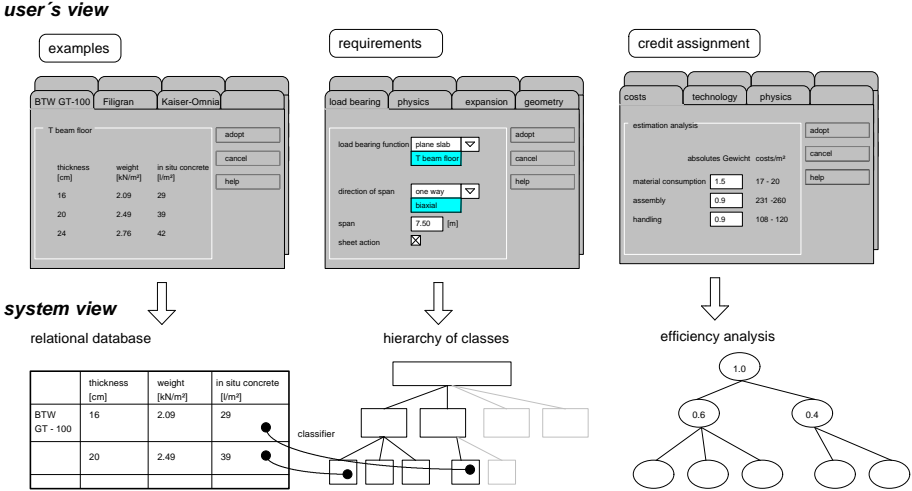 user´s view
examples
requirements
credit assignment
BTW GT-100 Filigran Kaiser-Omnia
T beam floor
thickness [cm] weight [kN/m²] in situ concrete [l/m²]
16 2.09 29
20 2.49 39
24 2.76 42
adopt
cancel
help
load bearing physics expansion geometry
load bearing function plane slab
T beam floor
direction of span one way
biaxial
span 7.50 [m]
sheet action
adopt
cancel
help
costs technology physics
estimation analysis
absolutes Gewicht costs/m²
material consumption 1.5 17 - 20
assembly 0.9 231 -260
handling 0.9 108 - 120
adopt
cancel
help
system view
relational database
hierarchy of classes
efficiency analysis
thickness [cm] weight [kN/m²] in situ concrete [l/m²]
BTW GT - 100 16 2.09 29
20 2.49 39
classifier
1.0
0.6 0.4